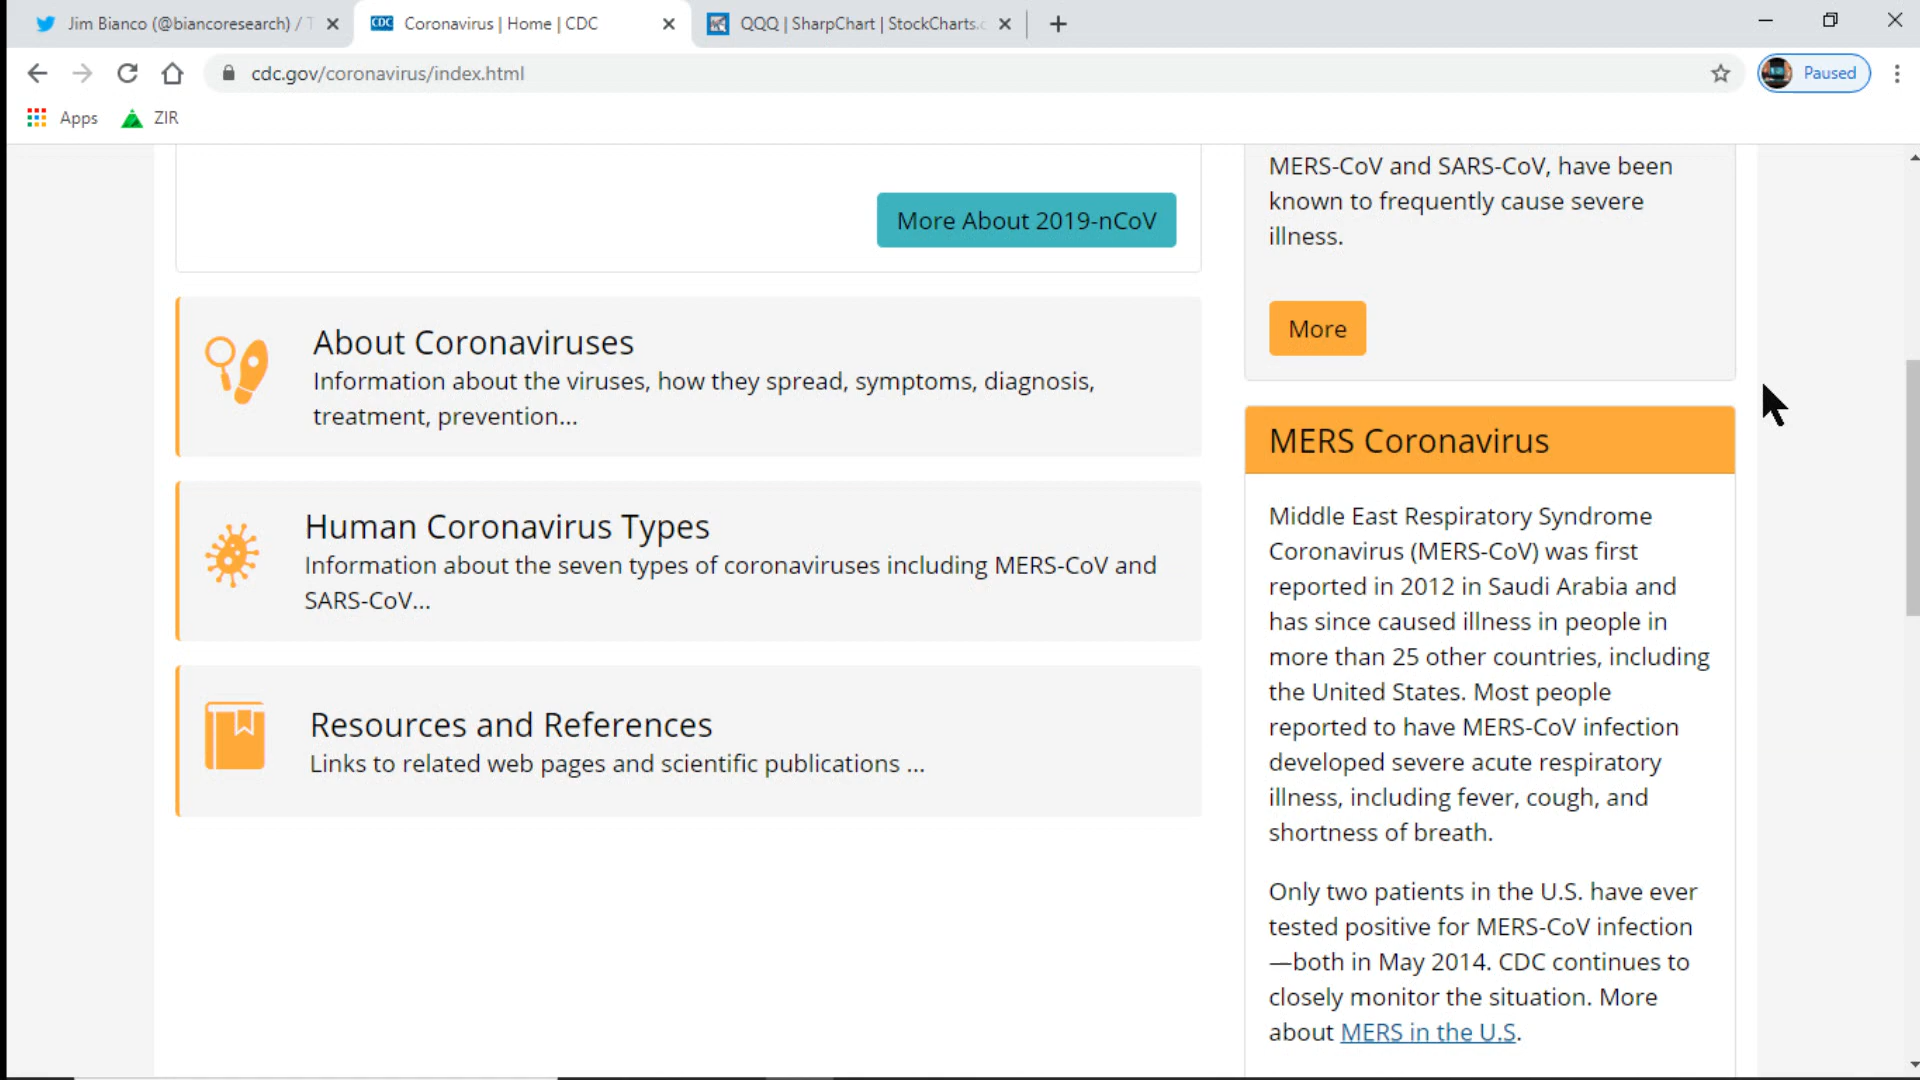 Jim Bianco (@biancoresearch) / T
CDC
Coronavirus | Home | CDC
QQQ | SharpChart | StockCharts.c
cdc.gov/coronavirus/index.html
Paused
Apps
ZIR
More About 2019-nCoV
About Coronaviruses
Information about the viruses, how they spread, symptoms, diagnosis,
treatment, prevention...
Human Coronavirus Types
Information about the seven types of coronaviruses including MERS-CoV and
SARS-CoV...
Resources and References
Links to related web pages and scientific publications ...
MERS-CoV and SARS-CoV, have been
known to frequently cause severe
illness.
More
MERS Coronavirus
Middle East Respiratory Syndrome
Coronavirus (MERS-CoV) was first
reported in 2012 in Saudi Arabia and
has since caused illness in people in
more than 25 other countries, including
the United States. Most people
reported to have MERS-CoV infection
developed severe acute respiratory
illness, including fever, cough, and
shortness of breath.
Only two patients in the U.S. have ever
tested positive for MERS-CoV infection
—both in May 2014. CDC continues to
closely monitor the situation. More
about MERS in the U.S.